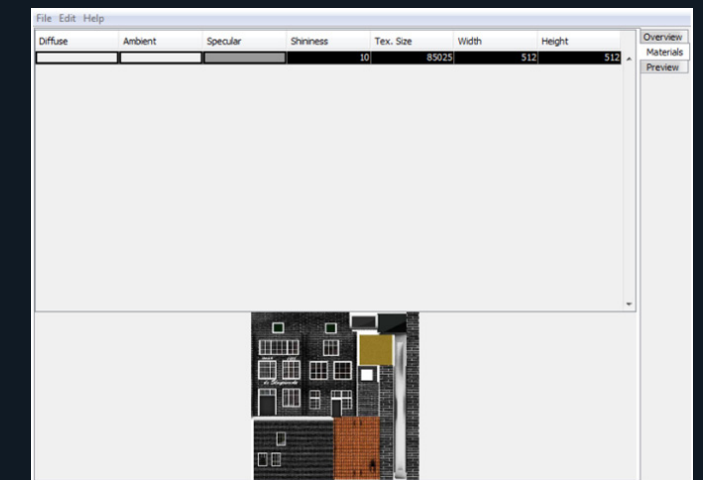 File Edit Help
Diffuse Ambient Specular Shininess Tex. Size Width Height
10 85025 512 512
Overview
Materials
Preview